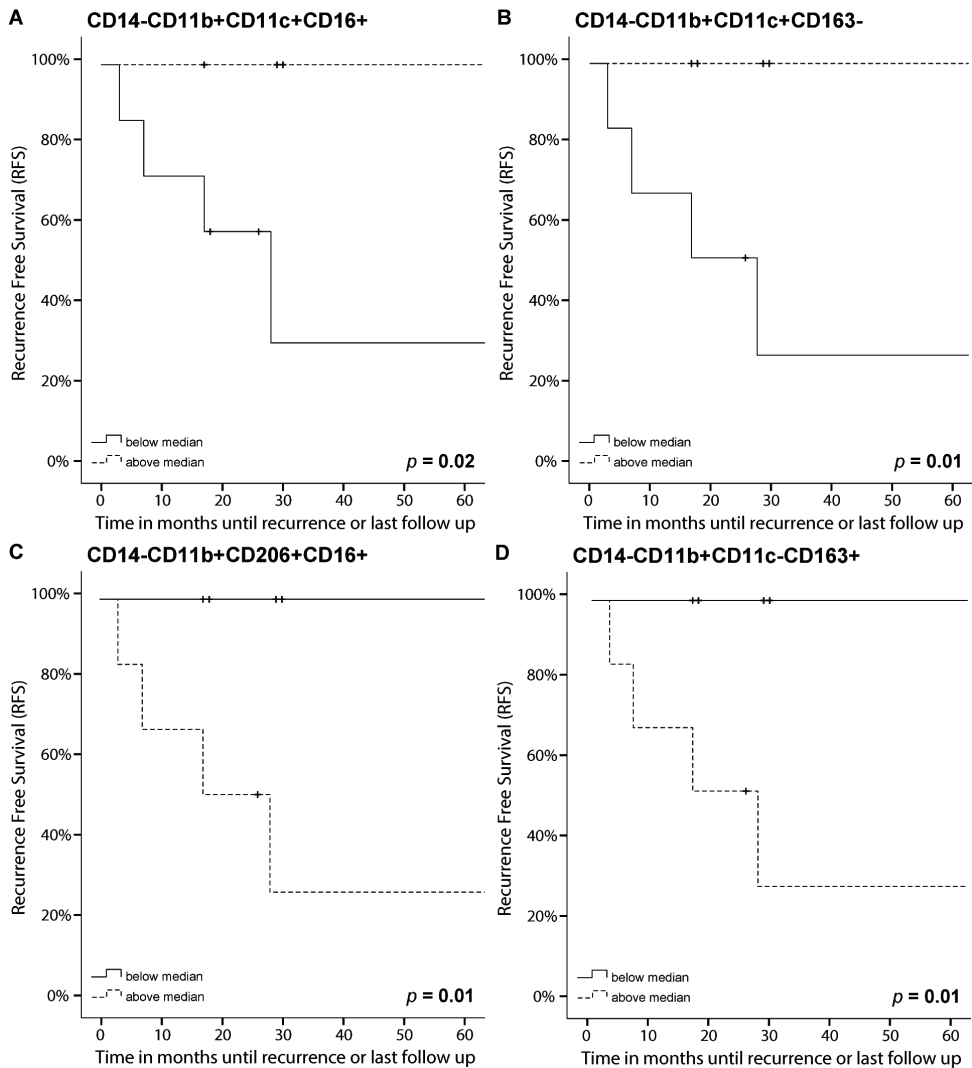 A CD14-CD11b+CD11c+CD16+
Recurrence Free Survival (RFS)
100%
80%
60%
40%
20%
0%
below median
above median
p = 0.02
0 10 20 30 40 50 60
Time in months until recurrence or last follow up
B CD14-CD11b+CD11c+CD163-
Recurrence Free Survival (RFS)
100%
80%
60%
40%
20%
0%
below median
above median
p = 0.01
0 10 20 30 40 50 60
Time in months until recurrence or last follow up
C CD14-CD11b+CD206+CD16+
Recurrence Free Survival (RFS)
100%
80%
60%
40%
20%
0%
below median
above median
p = 0.01
0 10 20 30 40 50 60
Time in months until recurrence or last follow up
D CD14-CD11b+CD11c-CD163+
Recurrence Free Survival (RFS)
100%
80%
60%
40%
20%
0%
below median
above median
p = 0.01
0 10 20 30 40 50 60
Time in months until recurrence or last follow up